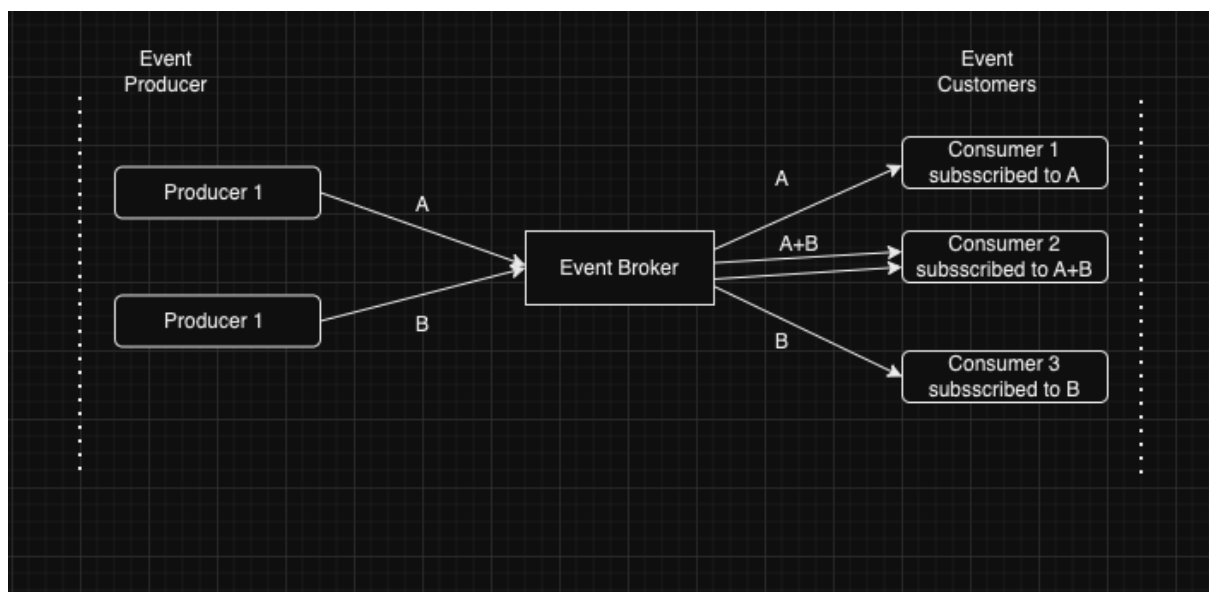 Event
Producer
Event
Customers
Producer 1
A
Producer 1
B
Event Broker
A
A+B
B
Consumer 1
subsscribed to A
Consumer 2
subsscribed to A+B
Consumer 3
subsscribed to B